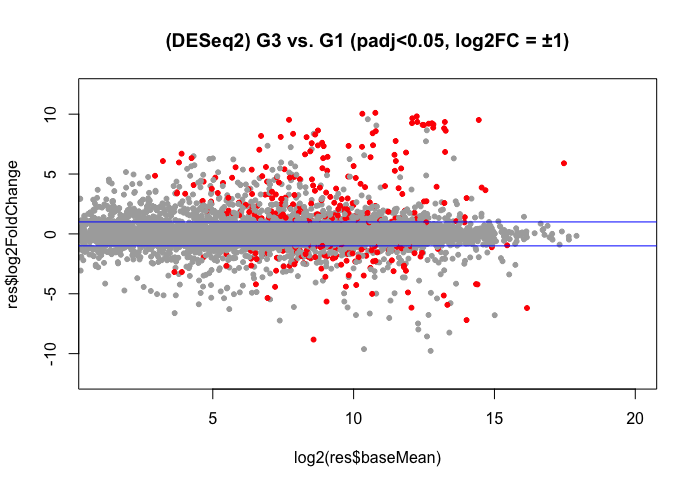 (DESeq2) G3 vs. G1 (padj<0.05, log2FC = ±1)
res$log2FoldChange
10
5
0
-5
-10
5 10 15 20
log2(res$baseMean)